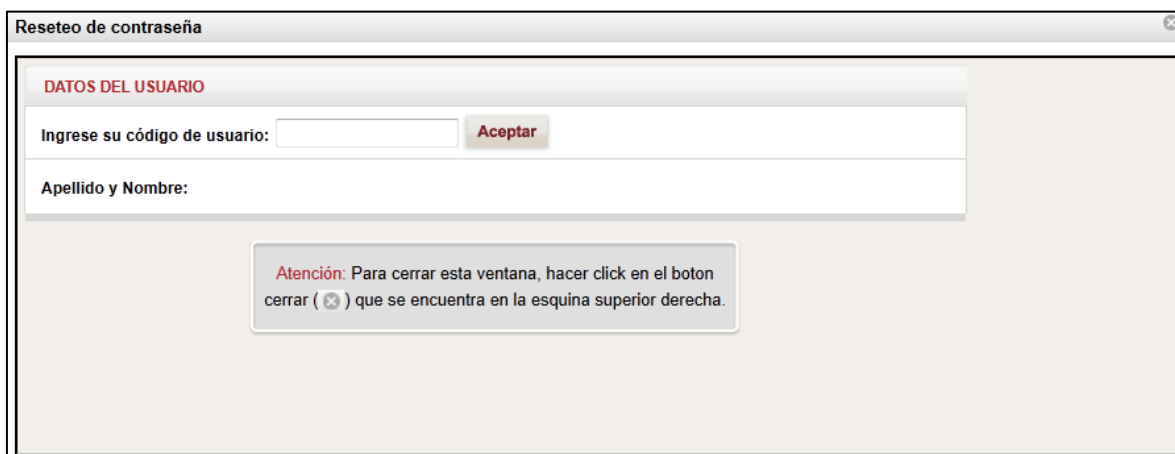 Reseteo de contraseña
DATOS DEL USUARIO
Ingrese su código de usuario: Aceptar
Apellido y Nombre:
Atención: Para cerrar esta ventana, hacer click en el boton
cerrar ( ) que se encuentra en la esquina superior derecha.